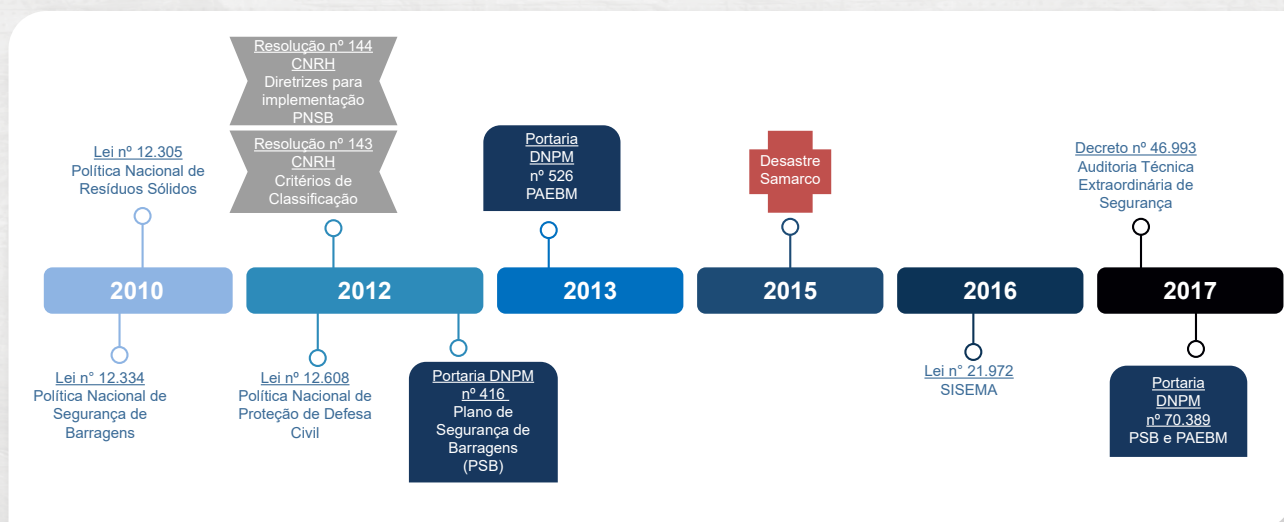 Resolução nº 144
CNRH
Diretrizes para
implementação
PNSB
Resolução nº 143
CNRH
Critérios de
Classificação
Lei nº 12.305
Política Nacional de
Resíduos Sólidos
Portaria
DNPM
nº 526
PAEBM
Desastre
Samarco
Decreto nº 46.993
Auditoria Técnica
Extraordinária de
Segurança
2010
2012
2013
2015
2016
2017
Lei n° 12.334
Política Nacional de
Segurança de
Barragens
Lei nº 12.608
Política Nacional de
Proteção de Defesa
Civil
Portaria DNPM
nº 416
Plano de
Segurança de
Barragens
(PSB)
Lei n° 21.972
SISEMA
Portaria
DNPM
nº 70.389
PSB e PAEBM